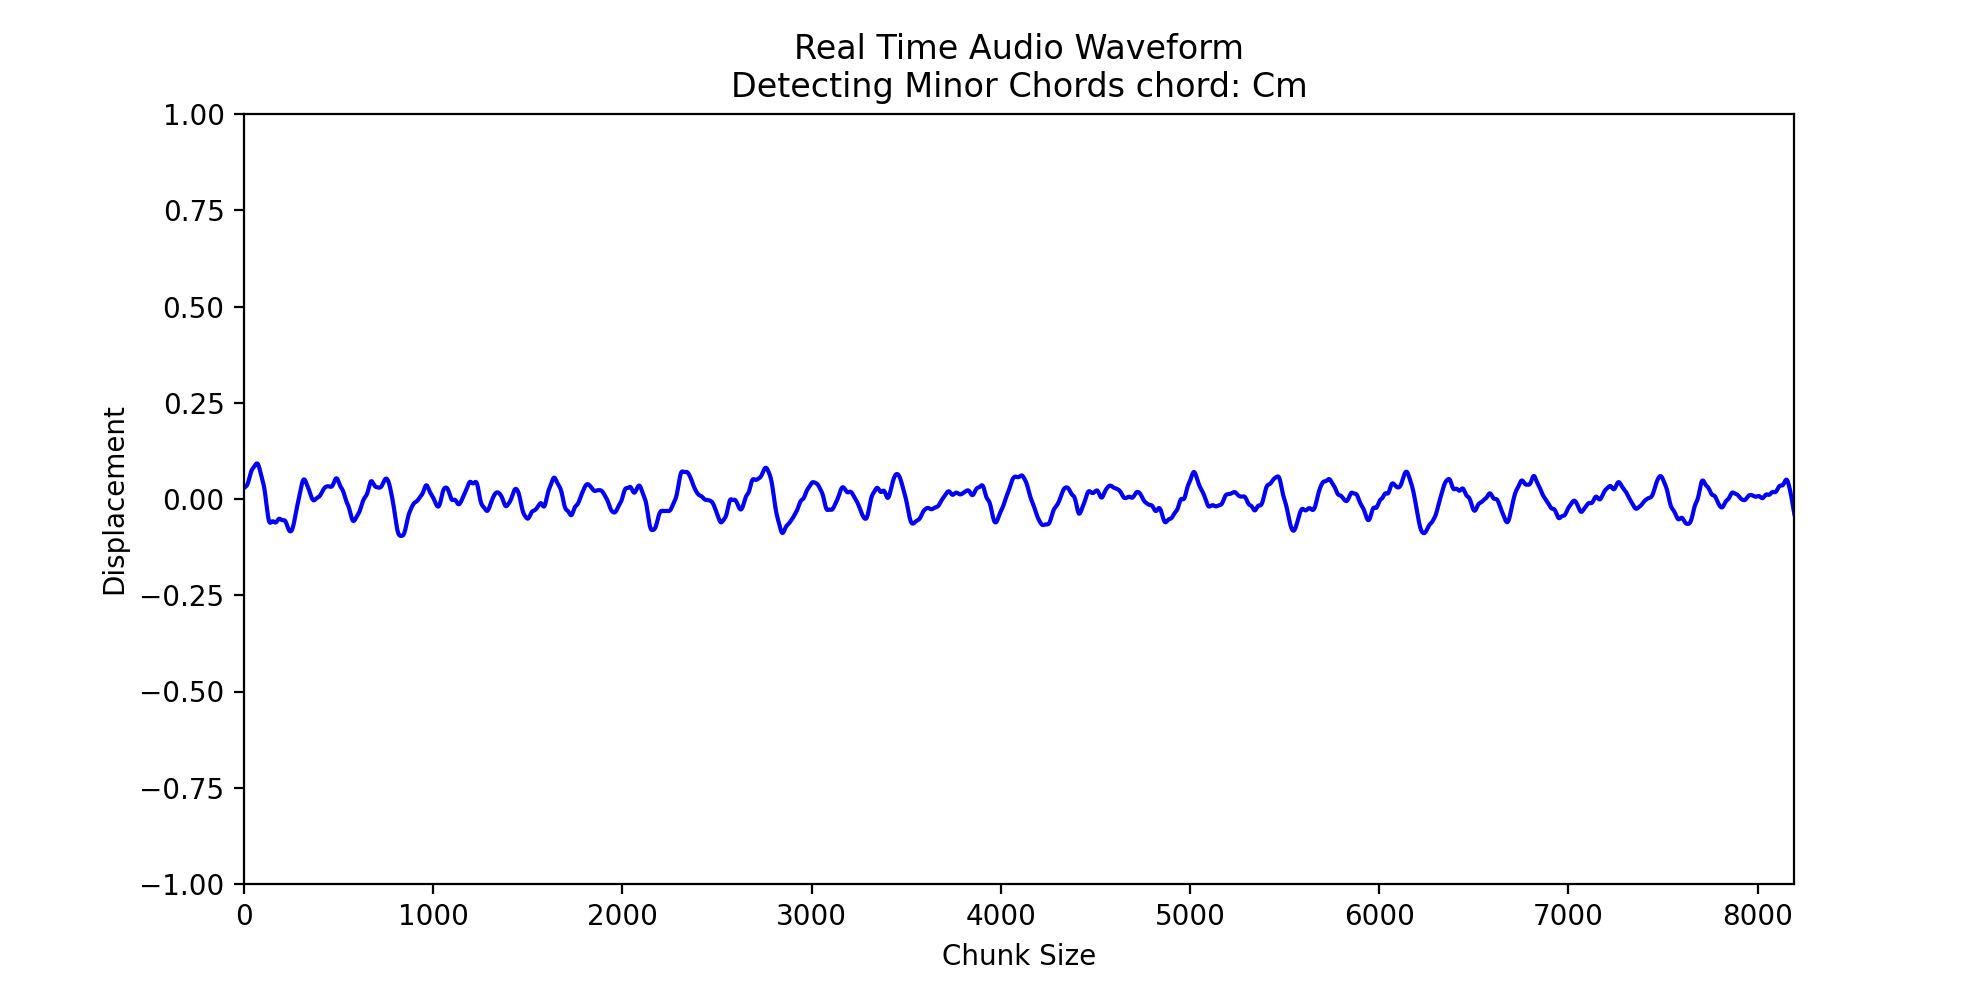 Real Time Audio Waveform
Detecting Minor Chords chord: Cm
1.00
0.75
0.50
0.25
0.00
−0.25
−0.50
−0.75
−1.00
Displacement
0 1000 2000 3000 4000 5000 6000 7000 8000
Chunk Size